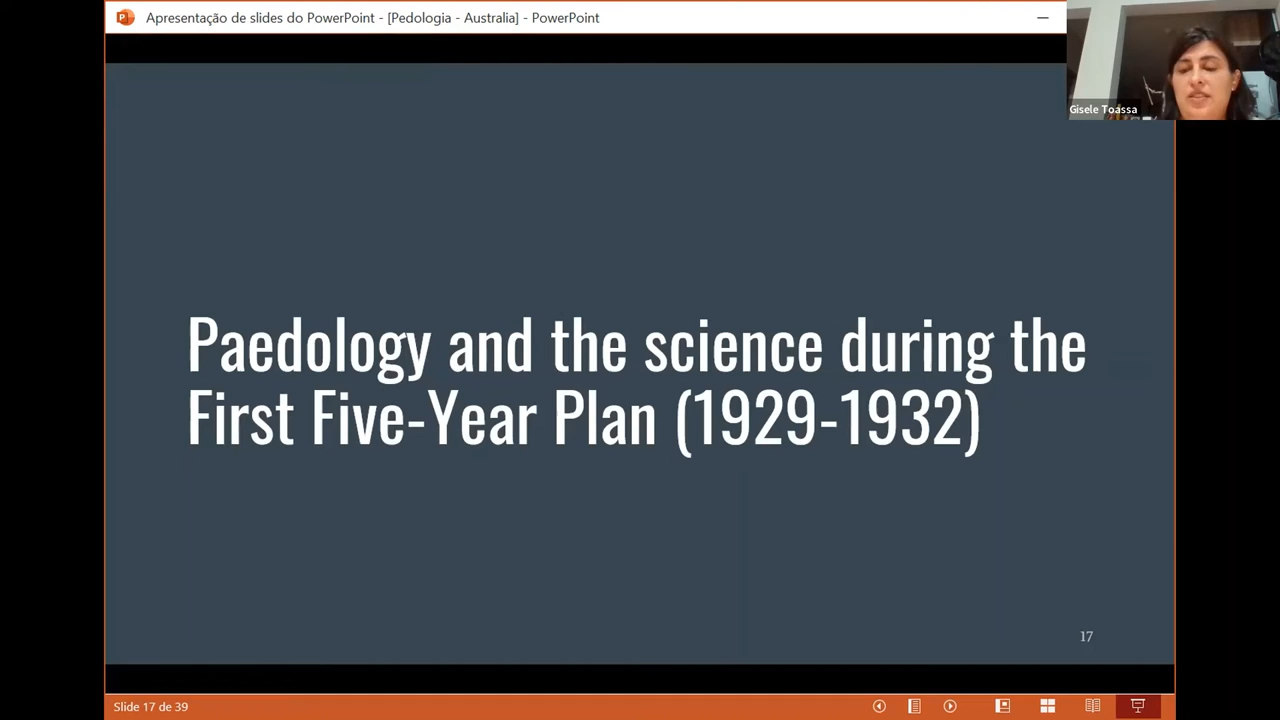 Apresentação de slides do PowerPoint - [Pedologia - Australia] - PowerPoint
Gisele Toassa
Paedology and the science during the
First Five-Year Plan (1929-1932)
17
Slide 17 de 39